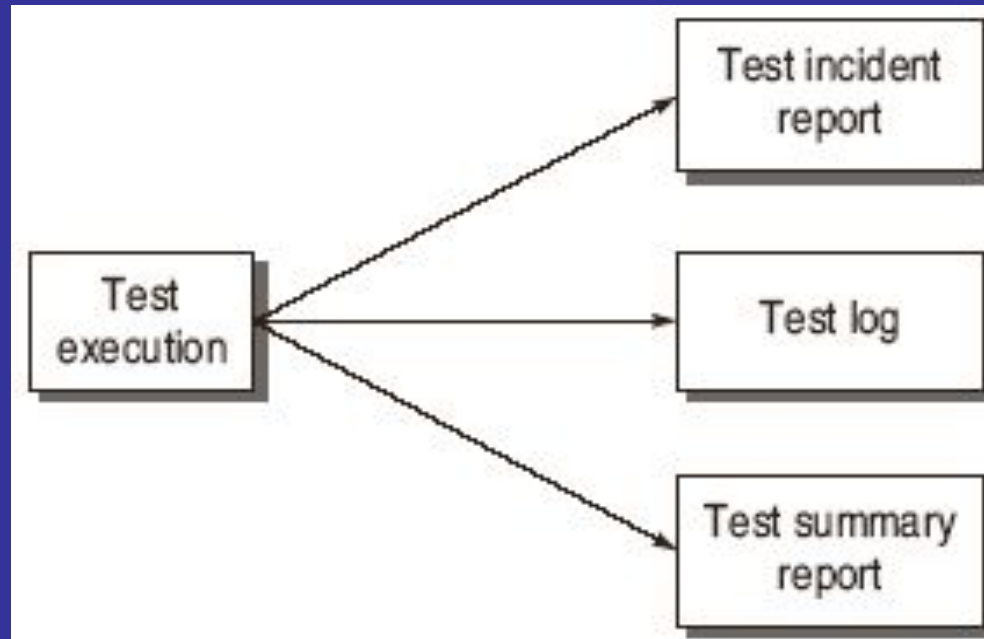 Test
execution
Test incident
report
Test log
Test summary
report